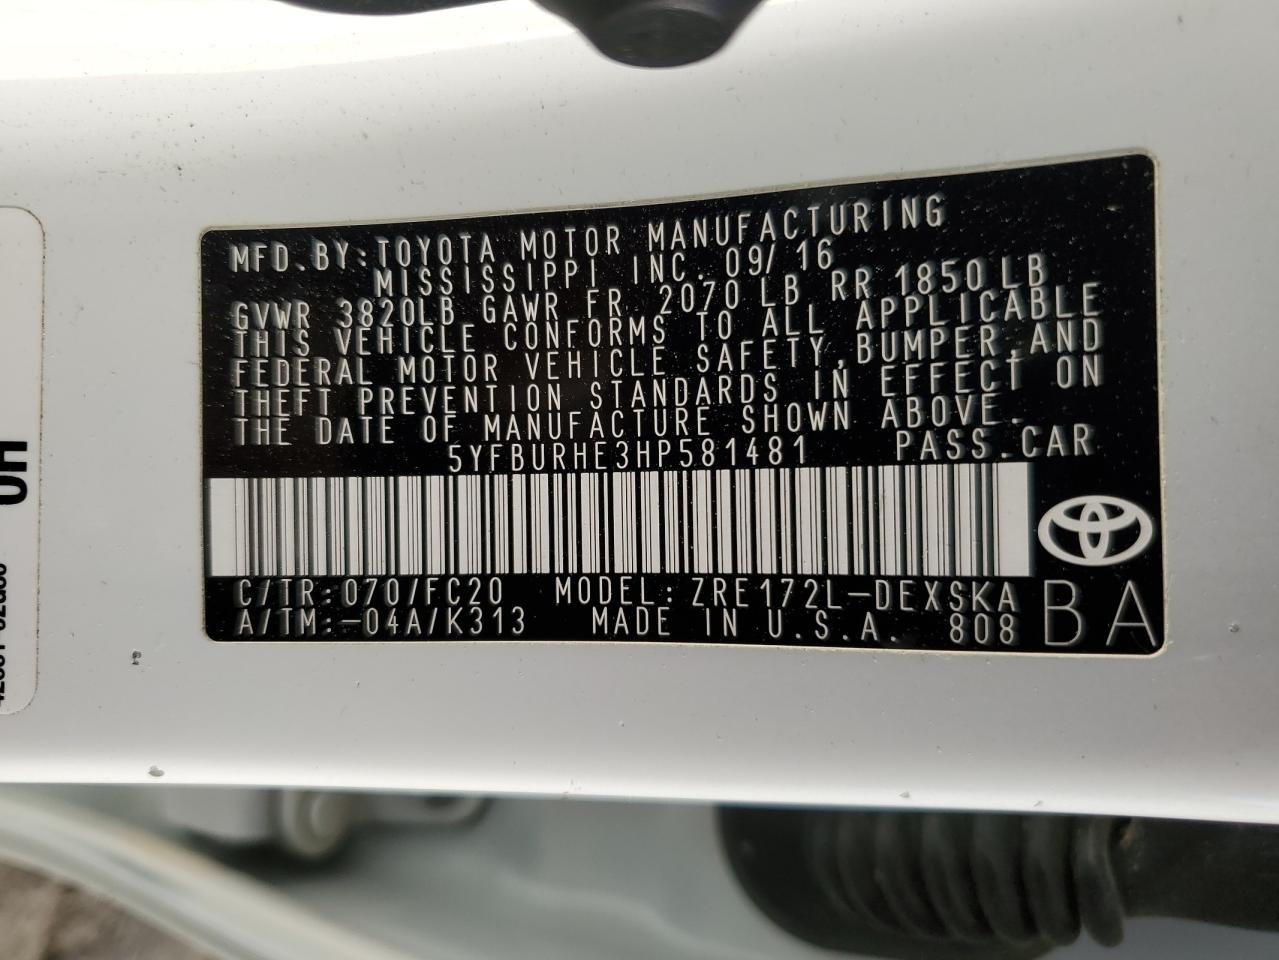 MFD.BY:TOYOTA MOTOR MANUFACTURING
MISSISSIPPI INC. 09/16
GVWR 3820LB GAWR FR 2070 LB RR 1850 LB
THIS VEHICLE CONFORMS TO ALL APPLICABLE
FEDERAL MOTOR VEHICLE SAFETY,BUMPER,AND
THEFT PREVENTION STANDARDS IN EFFECT ON
THE DATE OF MANUFACTURE SHOWN ABOVE.
5YFBURHE3HP581481 PASS.CAR
C/TR:070/FC20 MODEL:ZRE172L-DEXSKA
A/TM:-04A/K313 MADE IN U.S.A. 808
BA